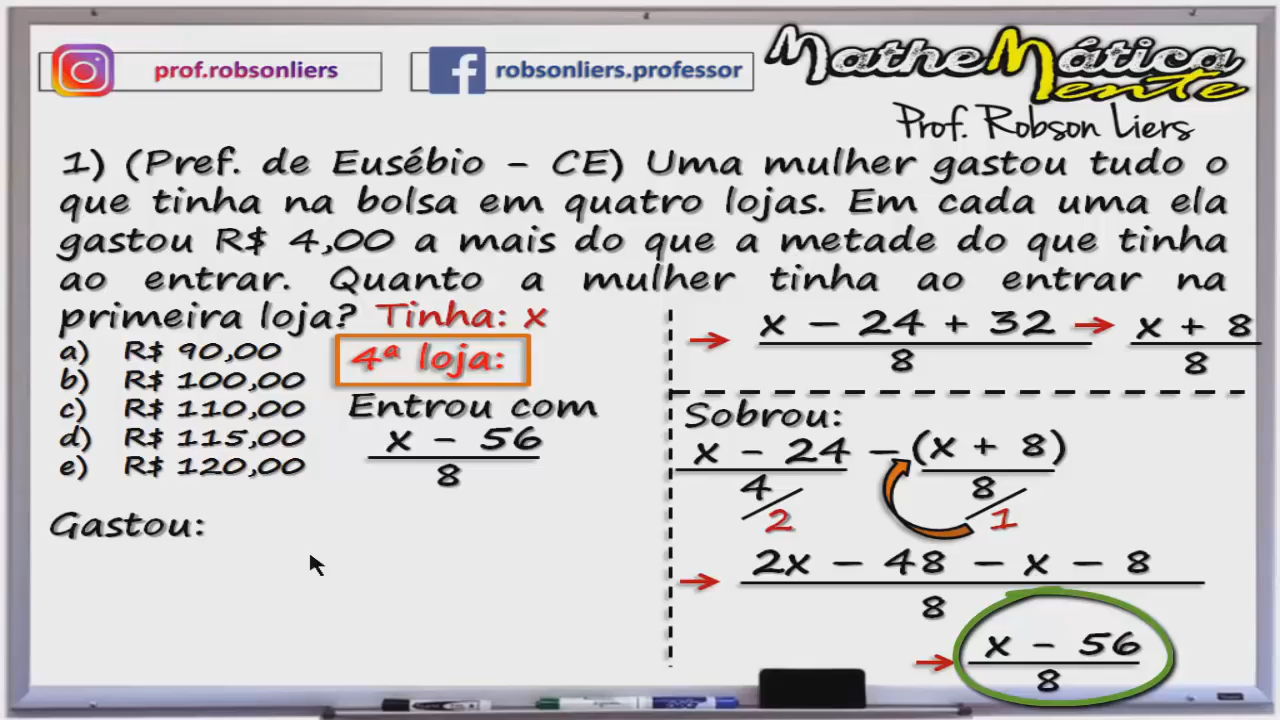 prof.robsonliers
robsonliers.professor
MatheMática
Mente
Prof. Robson Liers
1) (Pref. de Eusébio – CE) Uma mulher gastou tudo o
que tinha na bolsa em quatro lojas. Em cada uma ela
gastou R$ 4,00 a mais do que a metade do que tinha
ao entrar. Quanto a mulher tinha ao entrar na
primeira loja? Tinha: x
a) R$ 90,00
b) R$ 100,00
c) R$ 110,00
d) R$ 115,00
e) R$ 120,00
4ª loja:
Entrou com
x – 56
8
Gastou:
x – 24 + 32
8
x + 8
8
Sobrou:
x – 24 – (x + 8)
4 8
2 1
2x – 48 – x – 8
8
x – 56
8